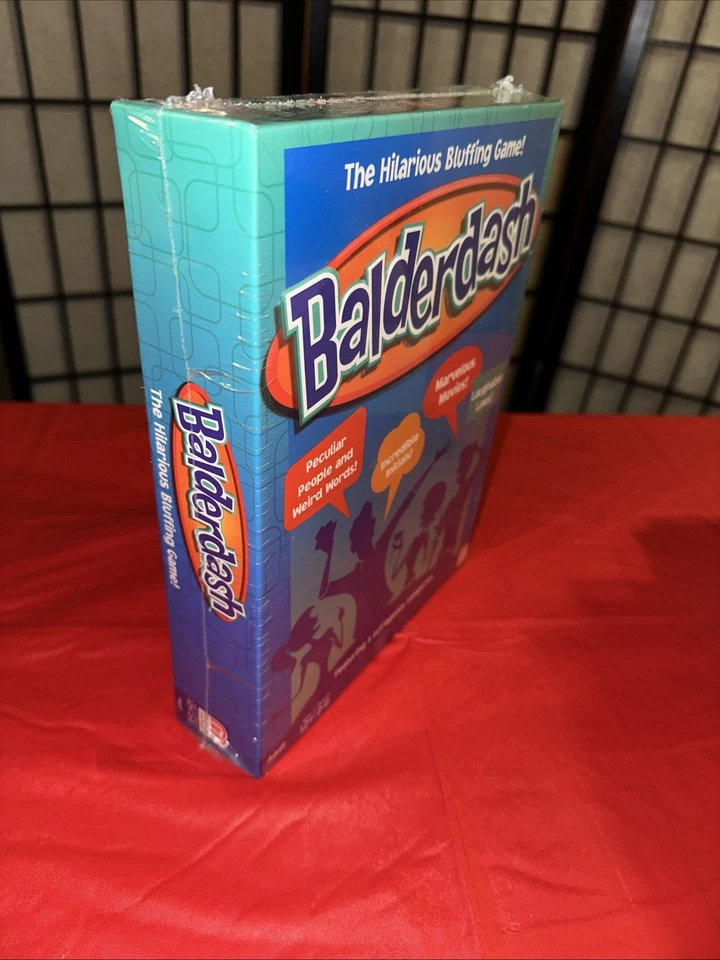 The Hilarious Bluffing Game!
Balderdash
Peculiar
People and
Weird Words!
Incredible
Initials!
Marvelous
Movies!
Laughable
Laws!
Balderdash
The Hilarious Bluffing Game!